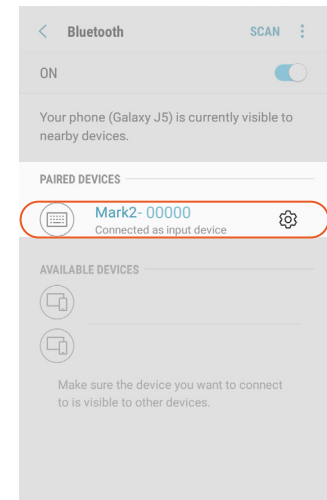 Bluetooth SCAN
ON
Your phone (Galaxy J5) is currently visible to
nearby devices.
PAIRED DEVICES
Mark2- 00000
Connected as input device
AVAILABLE DEVICES
Make sure the device you want to connect
to is visible to other devices.